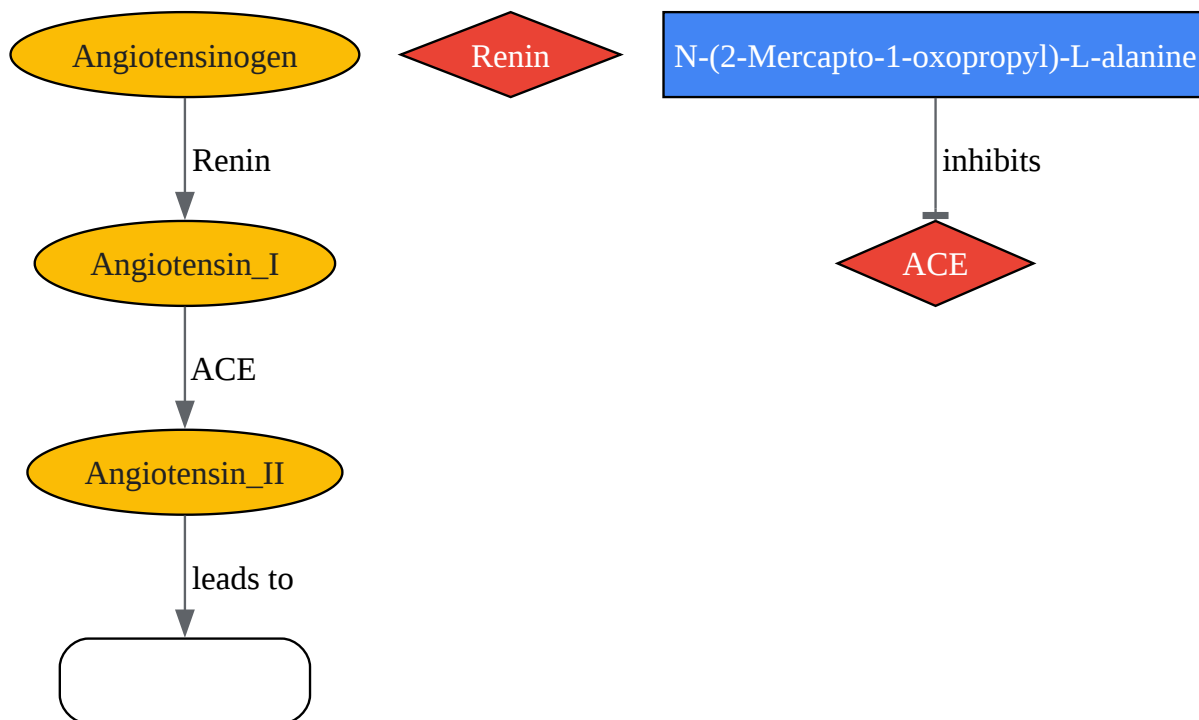 Angiotensinogen
Renin
N-(2-Mercapto-1-oxopropyl)-L-alanine
Renin
inhibits
Angiotensin_I
ACE
ACE
Angiotensin_II
leads to